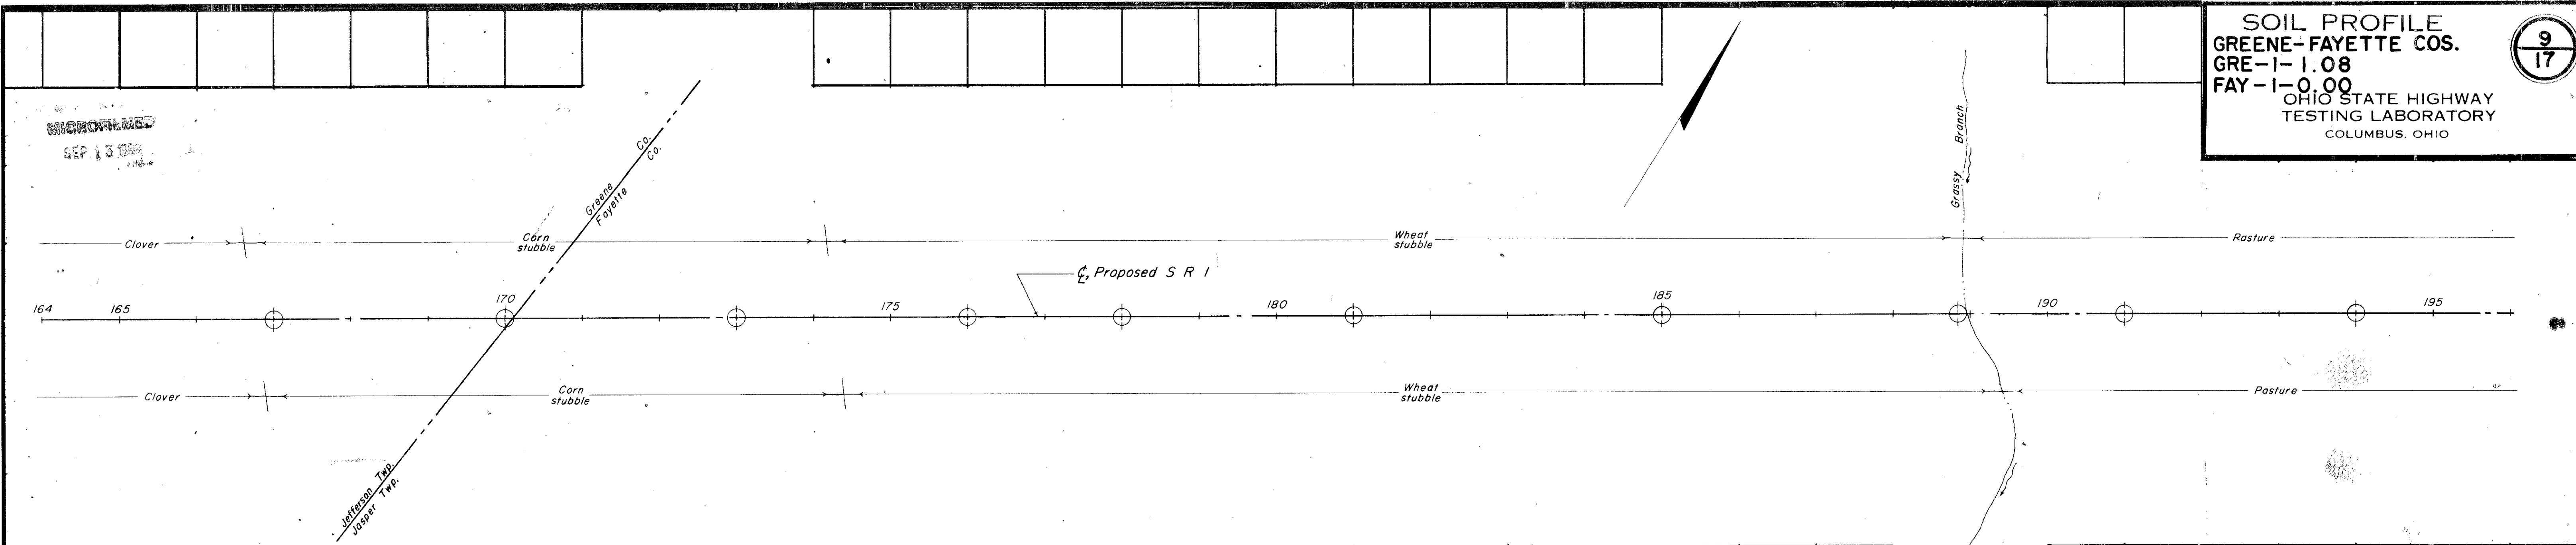 SOIL PROFILE
GREENE-FAYETTE COS.
GRE-1-1.08
FAY-1-0.00
OHIO STATE HIGHWAY
TESTING LABORATORY
COLUMBUS, OHIO
9
17
MICROFILMED
SEP 13
Greene Co.
Fayette Co.
Grassy Branch
Clover
Corn
stubble
Wheat
stubble
Pasture
℄ Proposed S R 1
164
165
170
175
180
185
190
195
Clover
Corn
stubble
Wheat
stubble
Pasture
Jefferson Twp.
Jasper Twp.